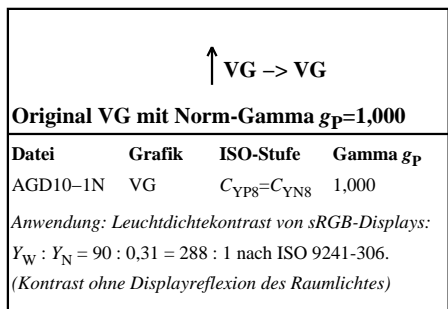 VG –> VG
Original VG mit Norm-Gamma gP=1,000
Datei Grafik ISO-Stufe Gamma gP
AGD10–1N VG CYP8=CYN8 1,000
Anwendung: Leuchtdichtekontrast von sRGB-Displays:
YW : YN = 90 : 0,31 = 288 : 1 nach ISO 9241-306.
(Kontrast ohne Displayreflexion des Raumlichtes)